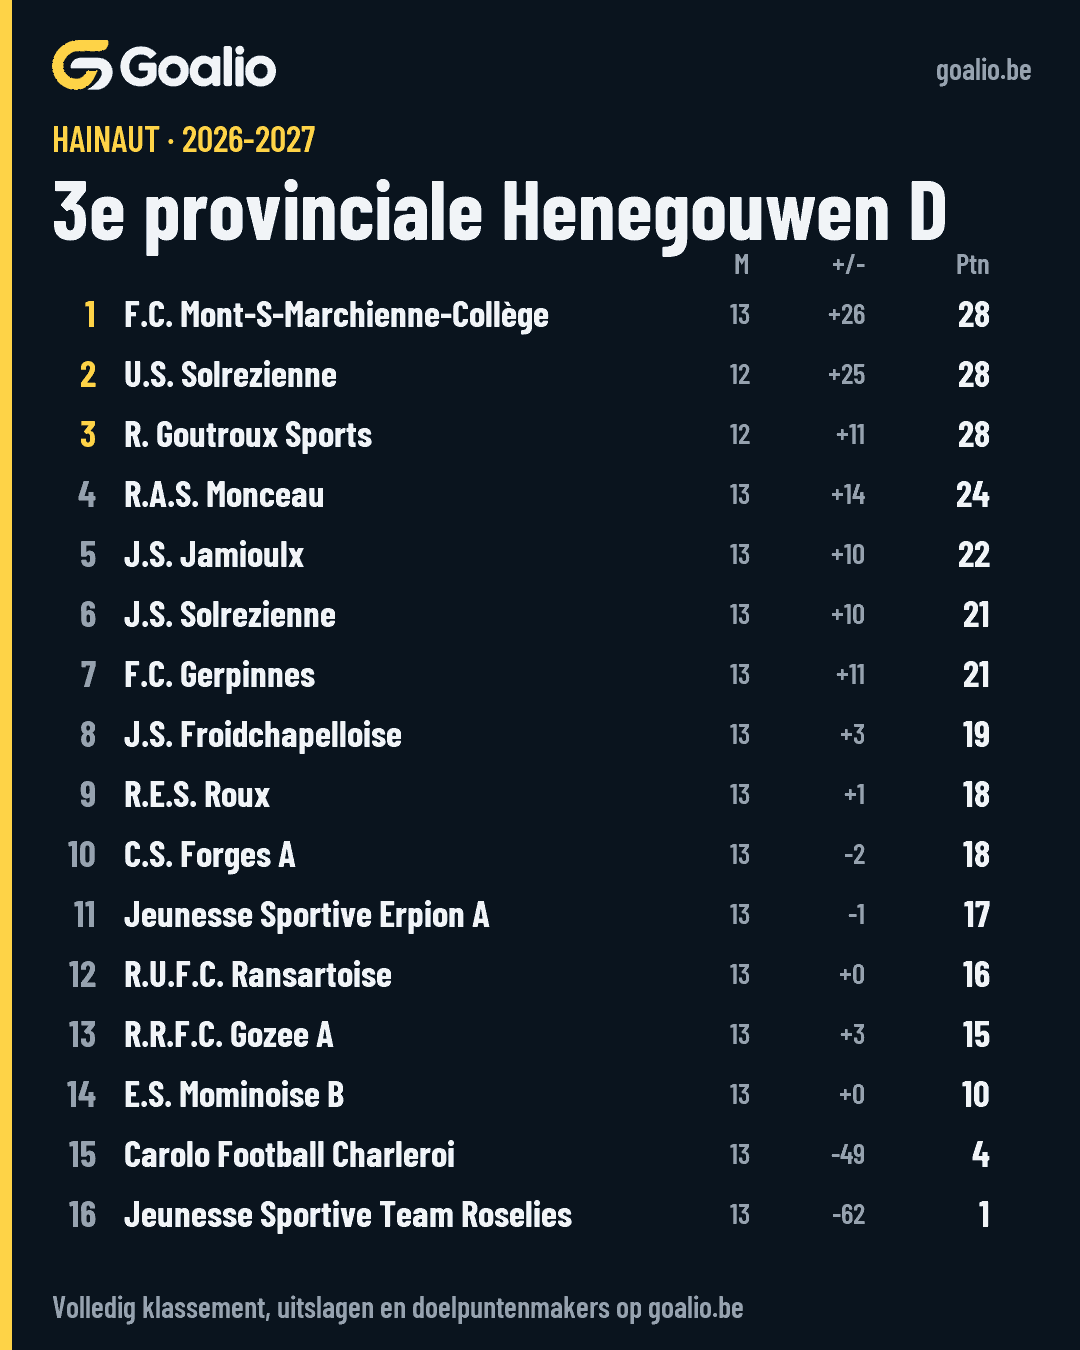 Goalio
goalio.be
HAINAUT · 2026-2027
3e provinciale Henegouwen D
M +/- Ptn
1 F.C. Mont-S-Marchienne-Collège 13 +26 28
2 U.S. Solrezienne 12 +25 28
3 R. Goutroux Sports 12 +11 28
4 R.A.S. Monceau 13 +14 24
5 J.S. Jamioulx 13 +10 22
6 J.S. Solrezienne 13 +10 21
7 F.C. Gerpinnes 13 +11 21
8 J.S. Froidchapelloise 13 +3 19
9 R.E.S. Roux 13 +1 18
10 C.S. Forges A 13 -2 18
11 Jeunesse Sportive Erpion A 13 -1 17
12 R.U.F.C. Ransartoise 13 +0 16
13 R.R.F.C. Gozee A 13 +3 15
14 E.S. Mominoise B 13 +0 10
15 Carolo Football Charleroi 13 -49 4
16 Jeunesse Sportive Team Roselies 13 -62 1
Volledig klassement, uitslagen en doelpuntenmakers op goalio.be